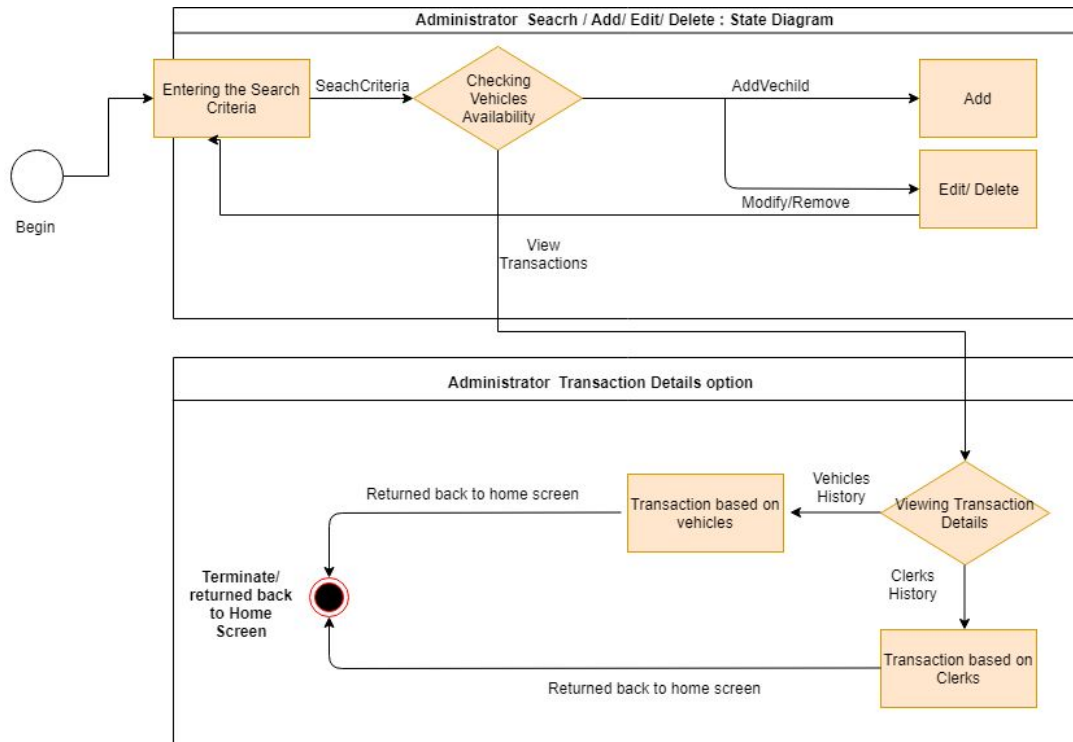 Administrator Seacrh / Add/ Edit/ Delete : State Diagram
Entering the Search
Criteria
SeachCriteria
Checking
Vehicles
Availability
AddVechild
Add
Begin
Edit/ Delete
Modify/Remove
View
Transactions
Administrator Transaction Details option
Returned back to home screen
Transaction based on
vehicles
Vehicles
History
Viewing Transaction
Details
Terminate/
returned back
to Home
Screen
Clerks
History
Returned back to home screen
Transaction based on
Clerks